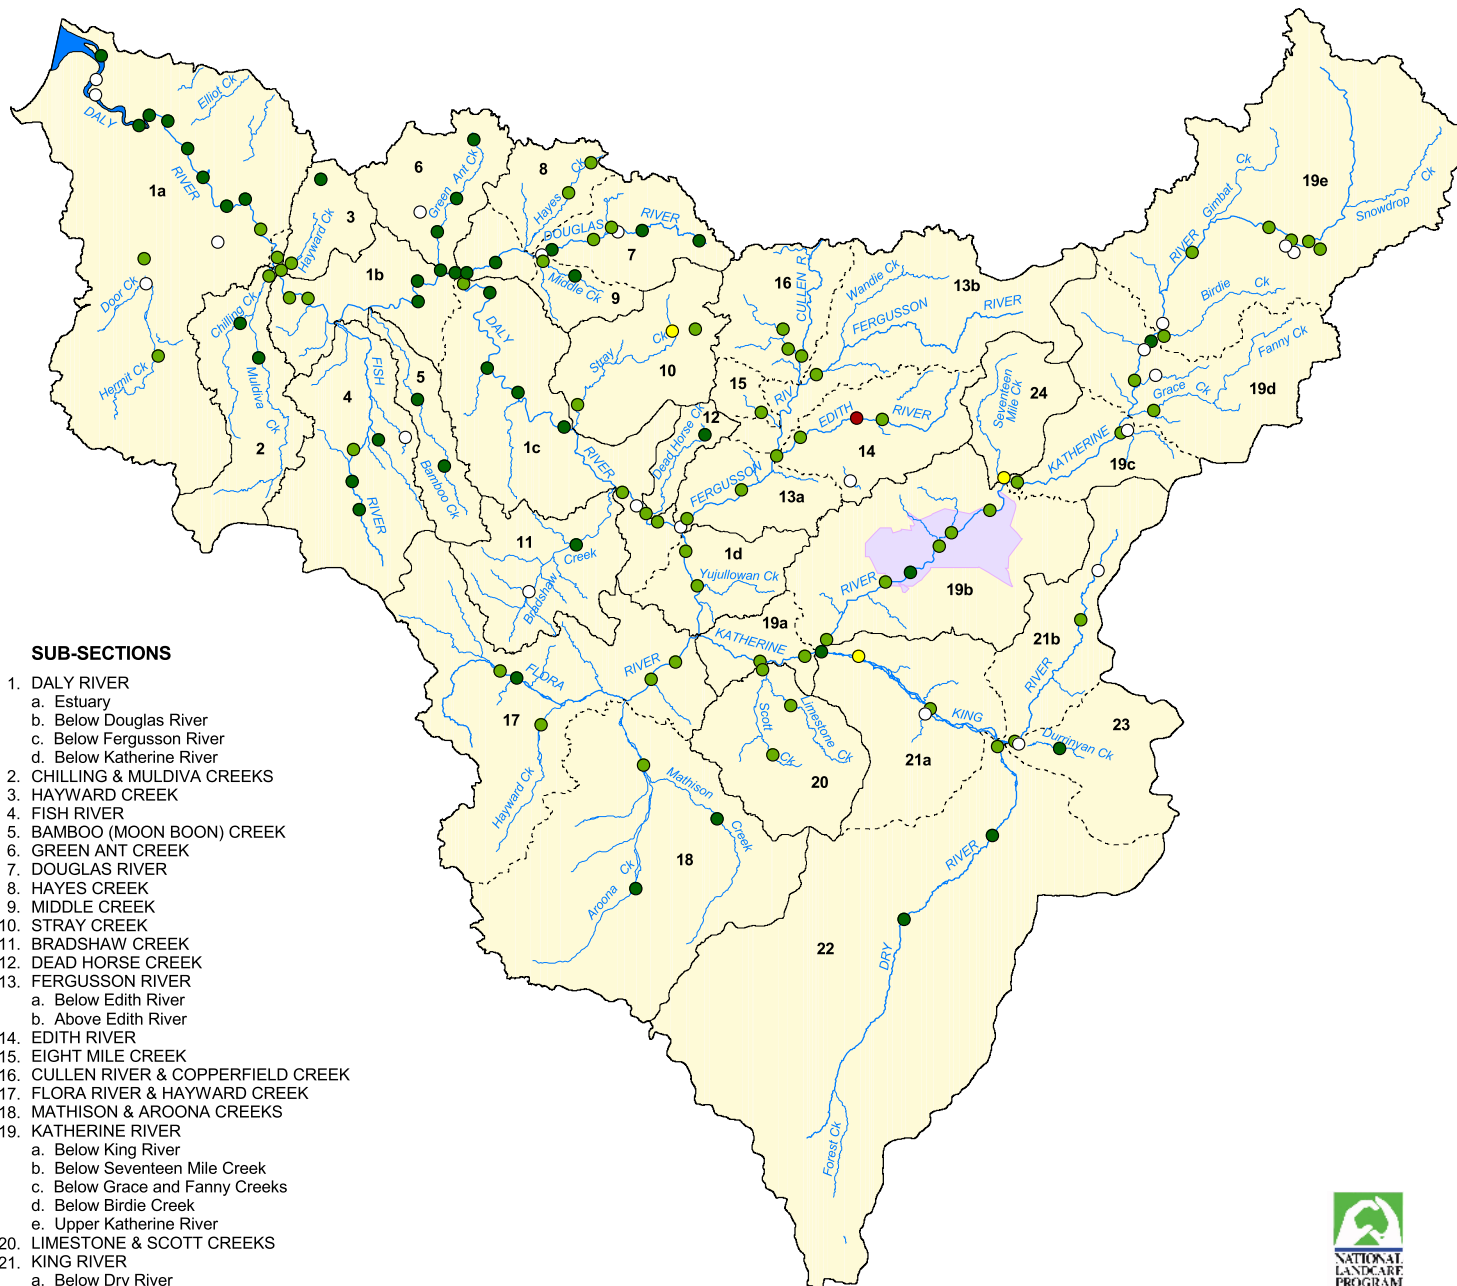 Elliot Ck
DALY
RIVER
1a
6
Green Ant Ck
8
Ck
Hayes
3
Hayward Ck
DOUGLAS
RIVER
7
Middle Ck
9
1b
Door Ck
Hermit Ck
Chilling Ck
Muldiva
Ck
2
4
FISH
RIVER
5
Bamboo Ck
DALY
RIVER
1c
Stray
Ck
10
16
CULLEN R
Wandie Ck
13b
FERGUSSON
RIVER
15
RIV
12
Dead Horse Ck
EDITH
RIVER
14
FERGUSSON
13a
24
Seventeen
Mile Ck
19e
Gimbat
Ck
RIVER
Snowdrop
Ck
Birdie
Ck
Fanny Ck
Grace
Ck
19d
KATHERINE
19c
11
Creek
Bradshaw
1d
Yujullowan Ck
RIVER
19b
19a
KATHERINE
21b
RIVER
FLORA
RIVER
17
Hayward Ck
Scott
Ck
Limestone
Ck
20
KING
21a
Durrinyan Ck
23
Mathison
Creek
18
Aroona
Ck
RIVER
22
DRY
Forest Ck
SUB-SECTIONS
1. DALY RIVER
a. Estuary
b. Below Douglas River
c. Below Fergusson River
d. Below Katherine River
2. CHILLING & MULDIVA CREEKS
3. HAYWARD CREEK
4. FISH RIVER
5. BAMBOO (MOON BOON) CREEK
6. GREEN ANT CREEK
7. DOUGLAS RIVER
8. HAYES CREEK
9. MIDDLE CREEK
10. STRAY CREEK
11. BRADSHAW CREEK
12. DEAD HORSE CREEK
13. FERGUSSON RIVER
a. Below Edith River
b. Above Edith River
14. EDITH RIVER
15. EIGHT MILE CREEK
16. CULLEN RIVER & COPPERFIELD CREEK
17. FLORA RIVER & HAYWARD CREEK
18. MATHISON & AROONA CREEKS
19. KATHERINE RIVER
a. Below King River
b. Below Seventeen Mile Creek
c. Below Grace and Fanny Creeks
d. Below Birdie Creek
e. Upper Katherine River
20. LIMESTONE & SCOTT CREEKS
21. KING RIVER
a. Below Dry River
NATIONAL
LANDCARE
PROGRAM